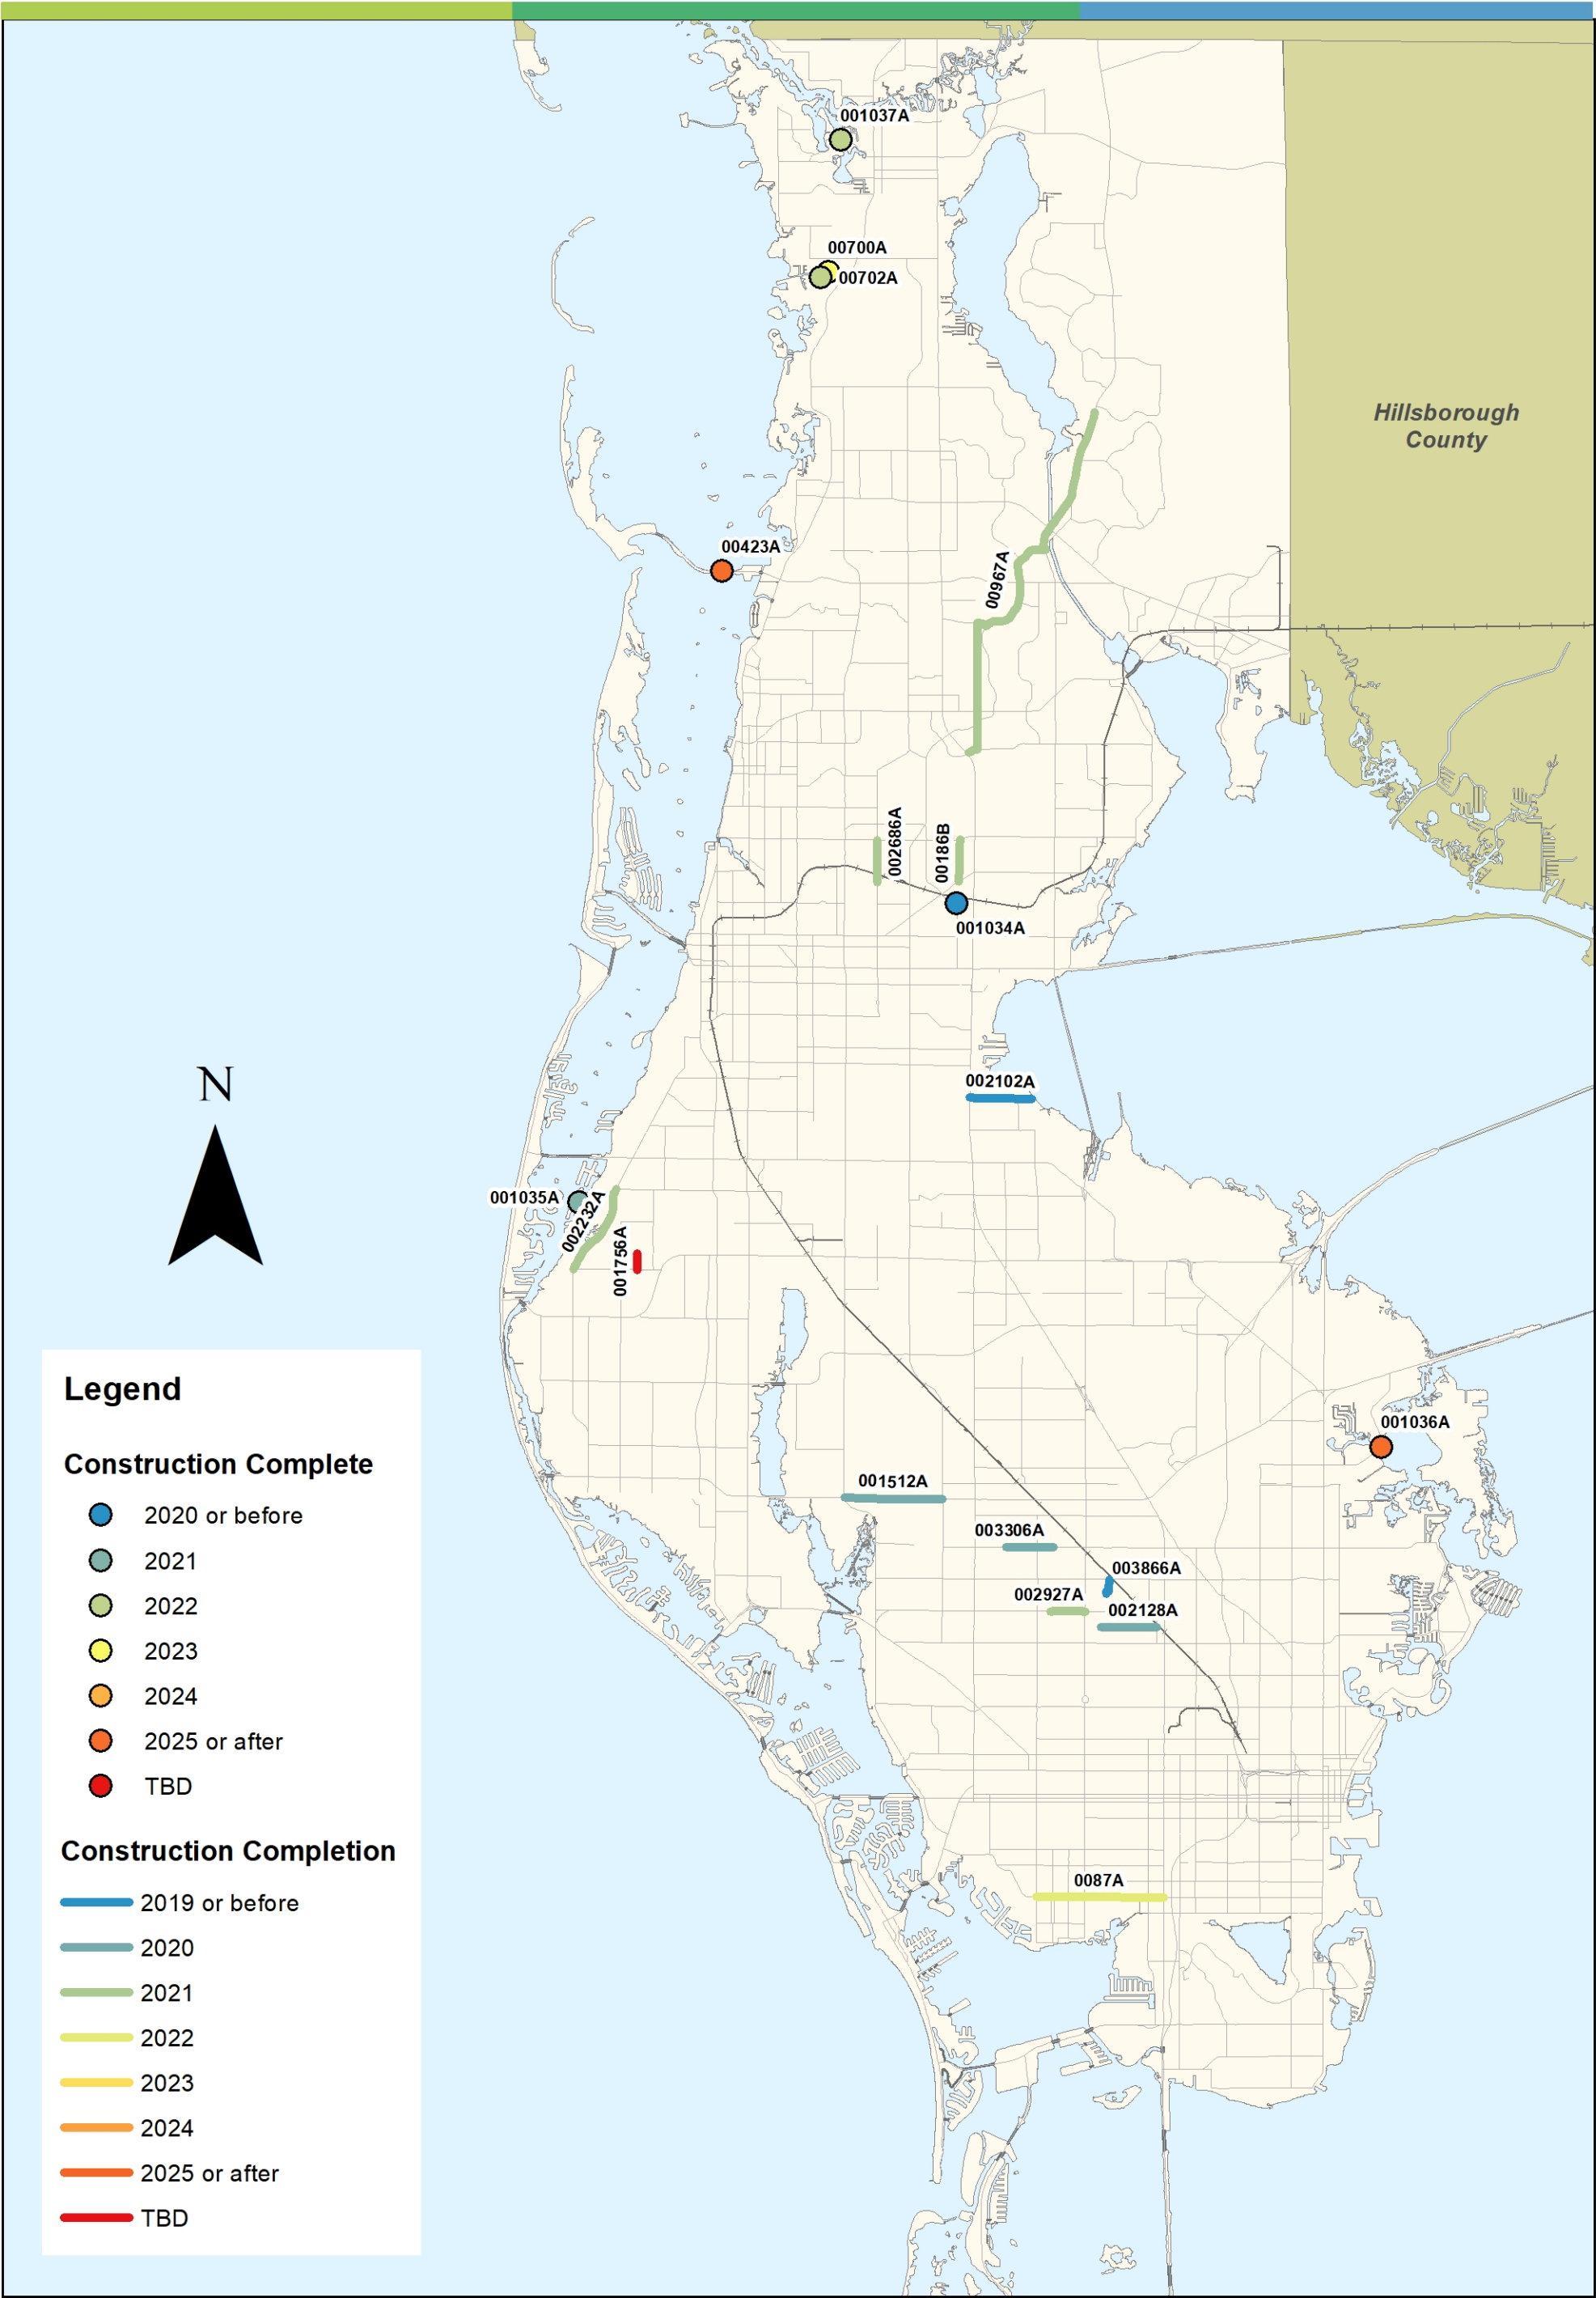 001037A
00700A
00702A
Hillsborough
County
00423A
00967A
002686A
00186B
001034A
N
002102A
001035A
002232A
001756A
001036A
001512A
003306A
003866A
002927A
002128A
0087A
Legend
Construction Complete
2020 or before
2021
2022
2023
2024
2025 or after
TBD
Construction Completion
2019 or before
2020
2021
2022
2023
2024
2025 or after
TBD